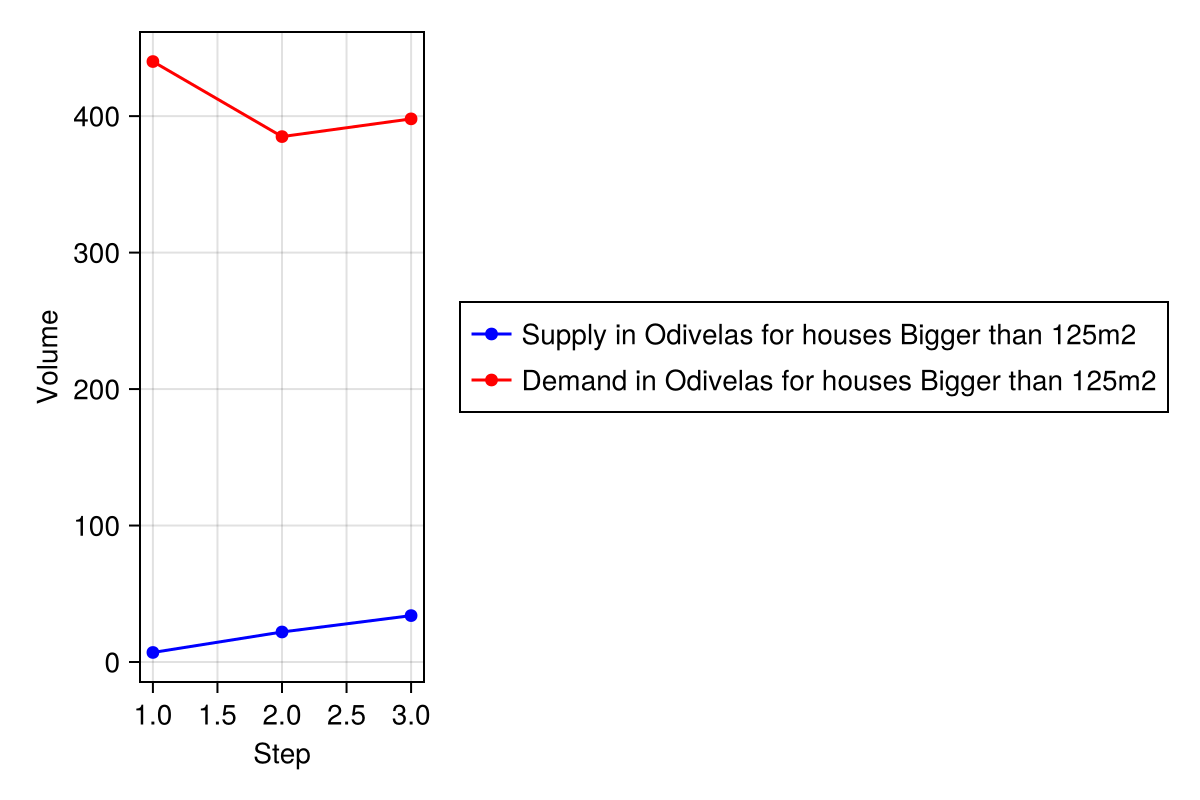 400
300
200
100
0
Volume
1.0 1.5 2.0 2.5 3.0
Step
Supply in Odivelas for houses Bigger than 125m2
Demand in Odivelas for houses Bigger than 125m2